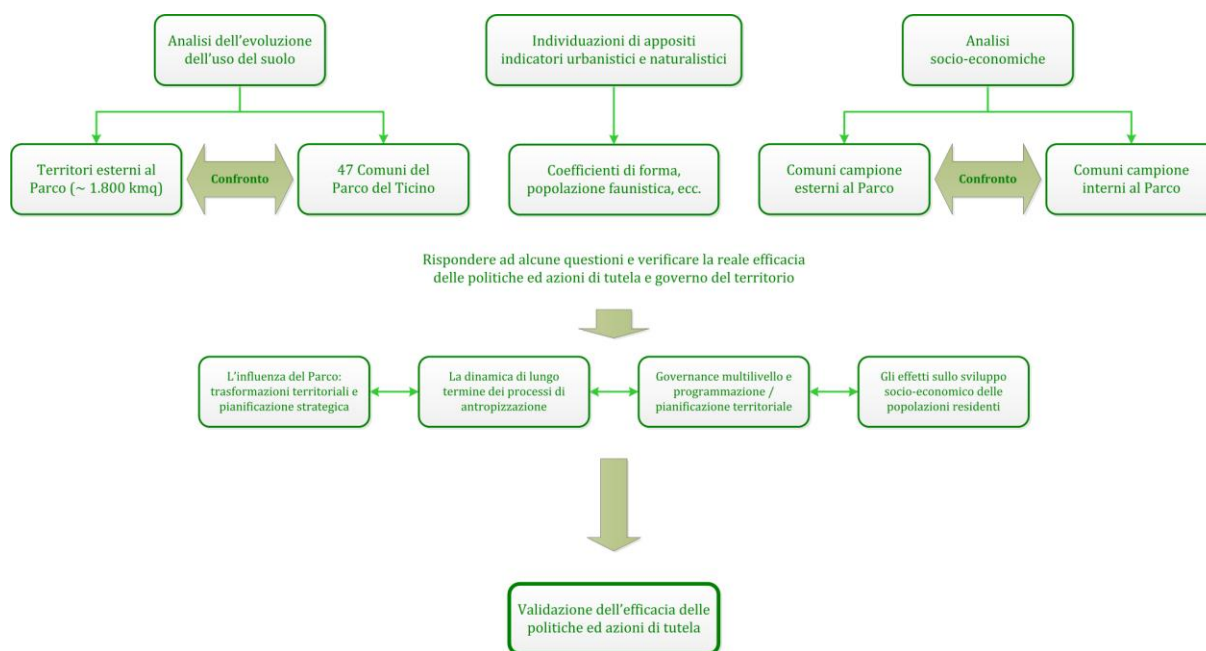 Analisi dell'evoluzione
dell'uso del suolo
Individuazioni di appositi
indicatori urbanistici e naturalistici
Analisi
socio-economiche
Territori esterni al
Parco (~ 1.800 kmq)
Confronto
47 Comuni del
Parco del Ticino
Coefficienti di forma,
popolazione faunistica, ecc.
Comuni campione
esterni al Parco
Confronto
Comuni campione
interni al Parco
Rispondere ad alcune questioni e verificare la reale efficacia
delle politiche ed azioni di tutela e governo del territorio
L'influenza del Parco:
trasformazioni territoriali e
pianificazione strategica
La dinamica di lungo
termine dei processi di
antropizzazione
Governance multilivello e
programmazione /
pianificazione territoriale
Gli effetti sullo sviluppo
socio-economico delle
popolazioni residenti
Validazione dell'efficacia delle
politiche ed azioni di tutela